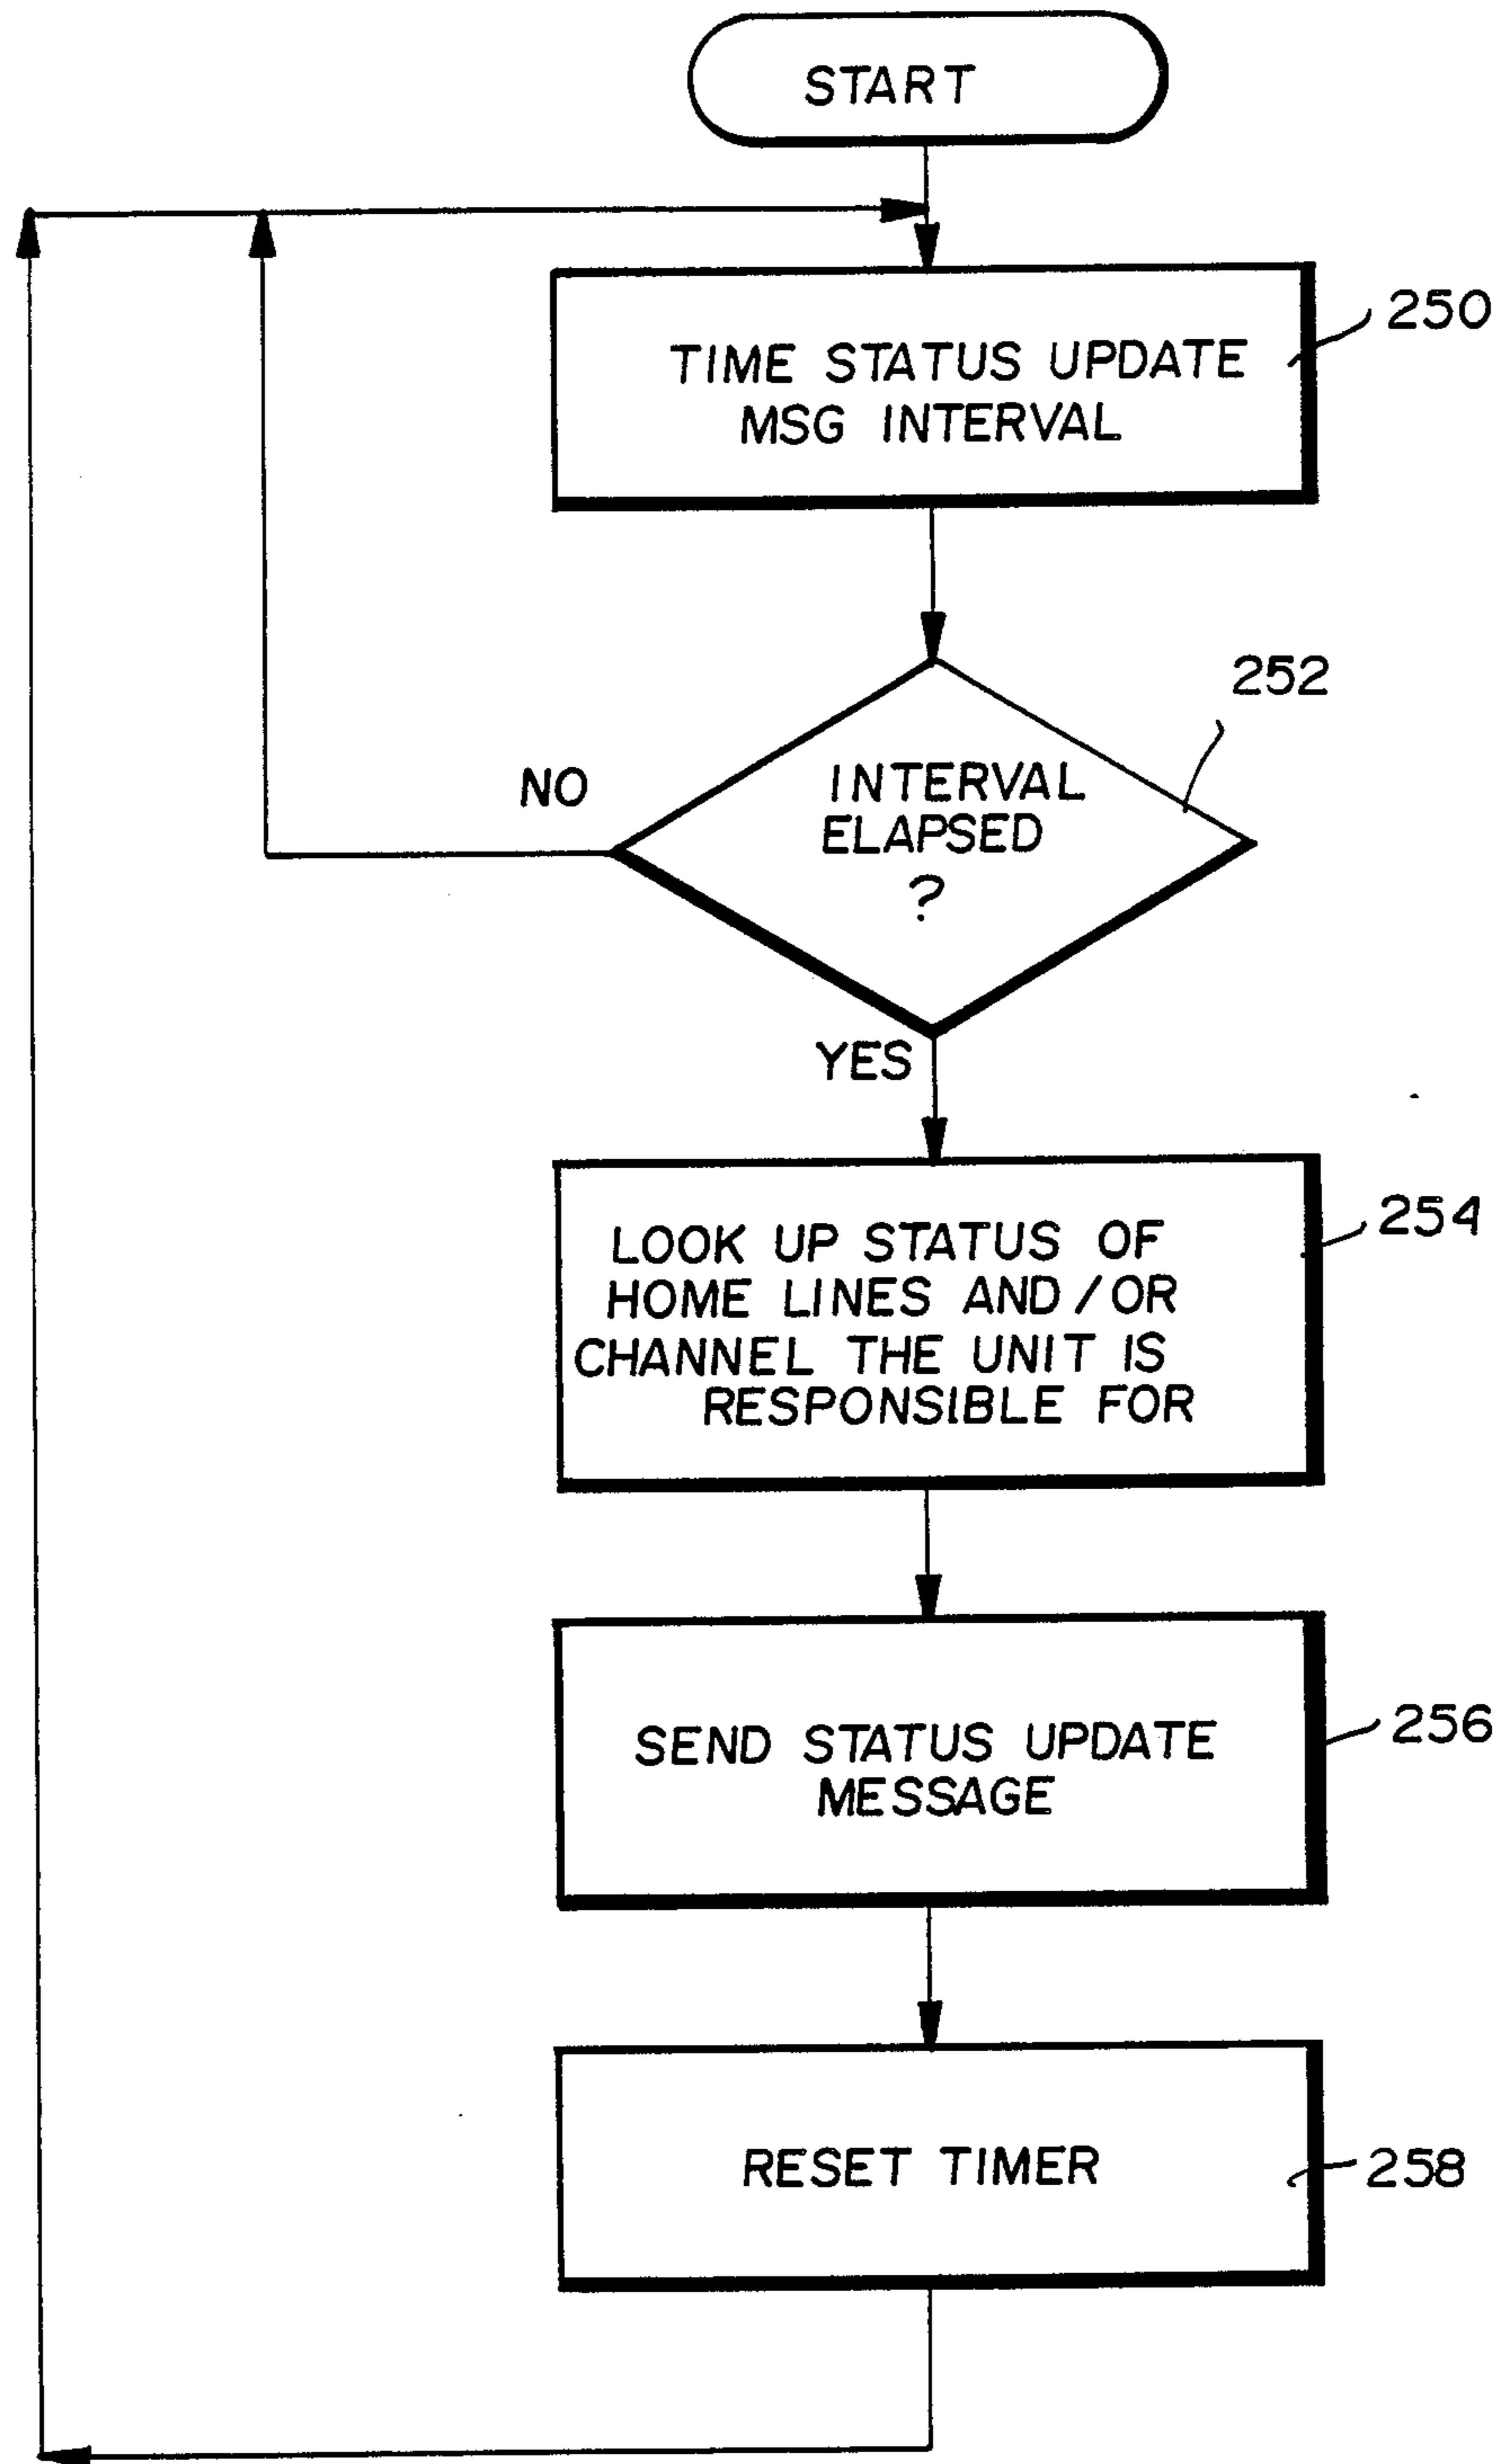 START
TIME STATUS UPDATE
MSG INTERVAL
250
252
NO
INTERVAL
ELAPSED
?
YES
LOOK UP STATUS OF
HOME LINES AND/OR
CHANNEL THE UNIT IS
RESPONSIBLE FOR
254
SEND STATUS UPDATE
MESSAGE
256
RESET TIMER
258